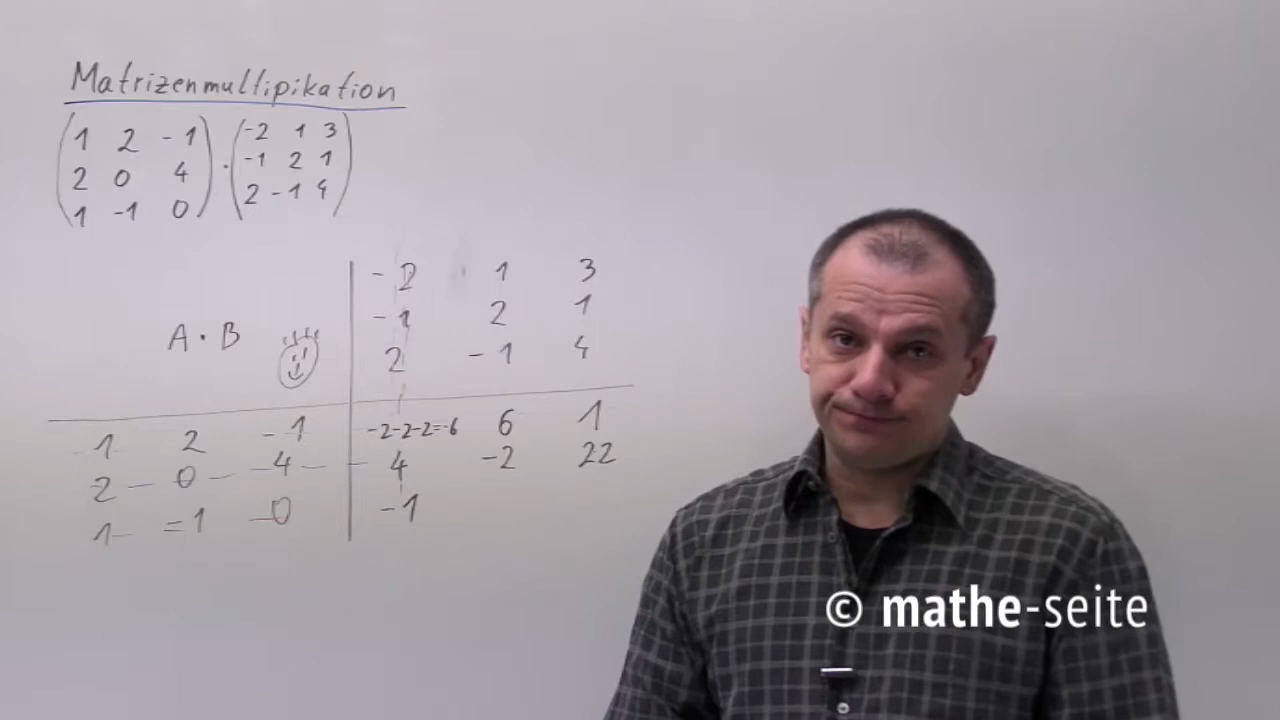 Matrizenmultipikation
1 2 -1 -2 1 3
2 0 4 · -1 2 1
1 -1 0 2 -1 4
-2 1 3
-1 2 1
A · B
2 -1 4
1 2 -1 -2-2-2=-6 6 1
2 0 4 4 -2 22
1 -1 0 -1
© mathe-seite